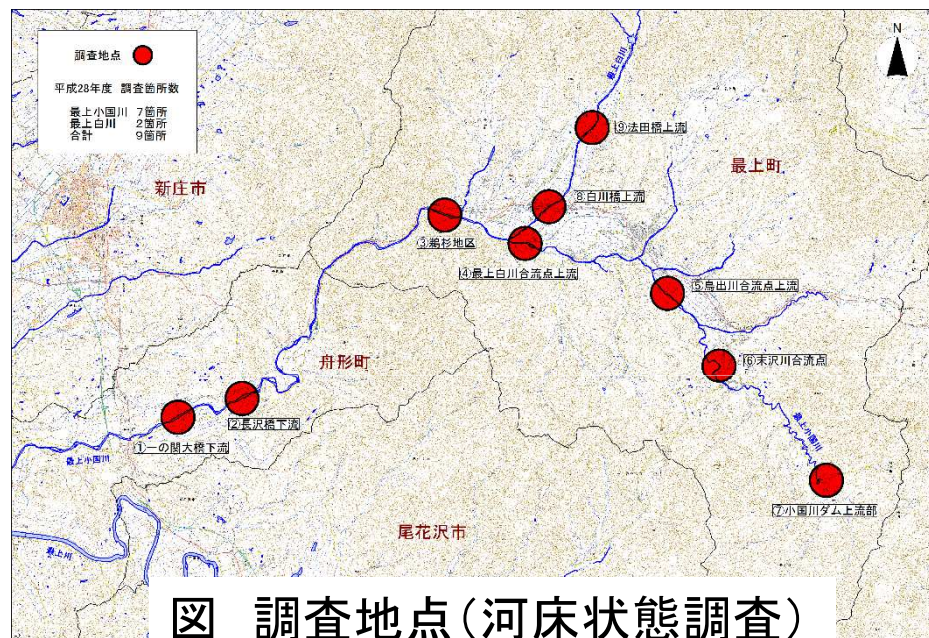 調査地点
平成28年度 調査箇所数
最上小国川 7箇所
最上白川 2箇所
合計 9箇所
N
最上白川
⑨法田橋上流
最上町
新庄市
⑧白川橋上流
③鵜杉地区
④最上白川合流点上流
⑤烏出川合流点上流
舟形町
⑥末沢川合流点
②長沢橋下流
①一の関大橋下流
最上小国川
最上小国川
⑦小国川ダム上流部
尾花沢市
最上川
図 調査地点(河床状態調査)